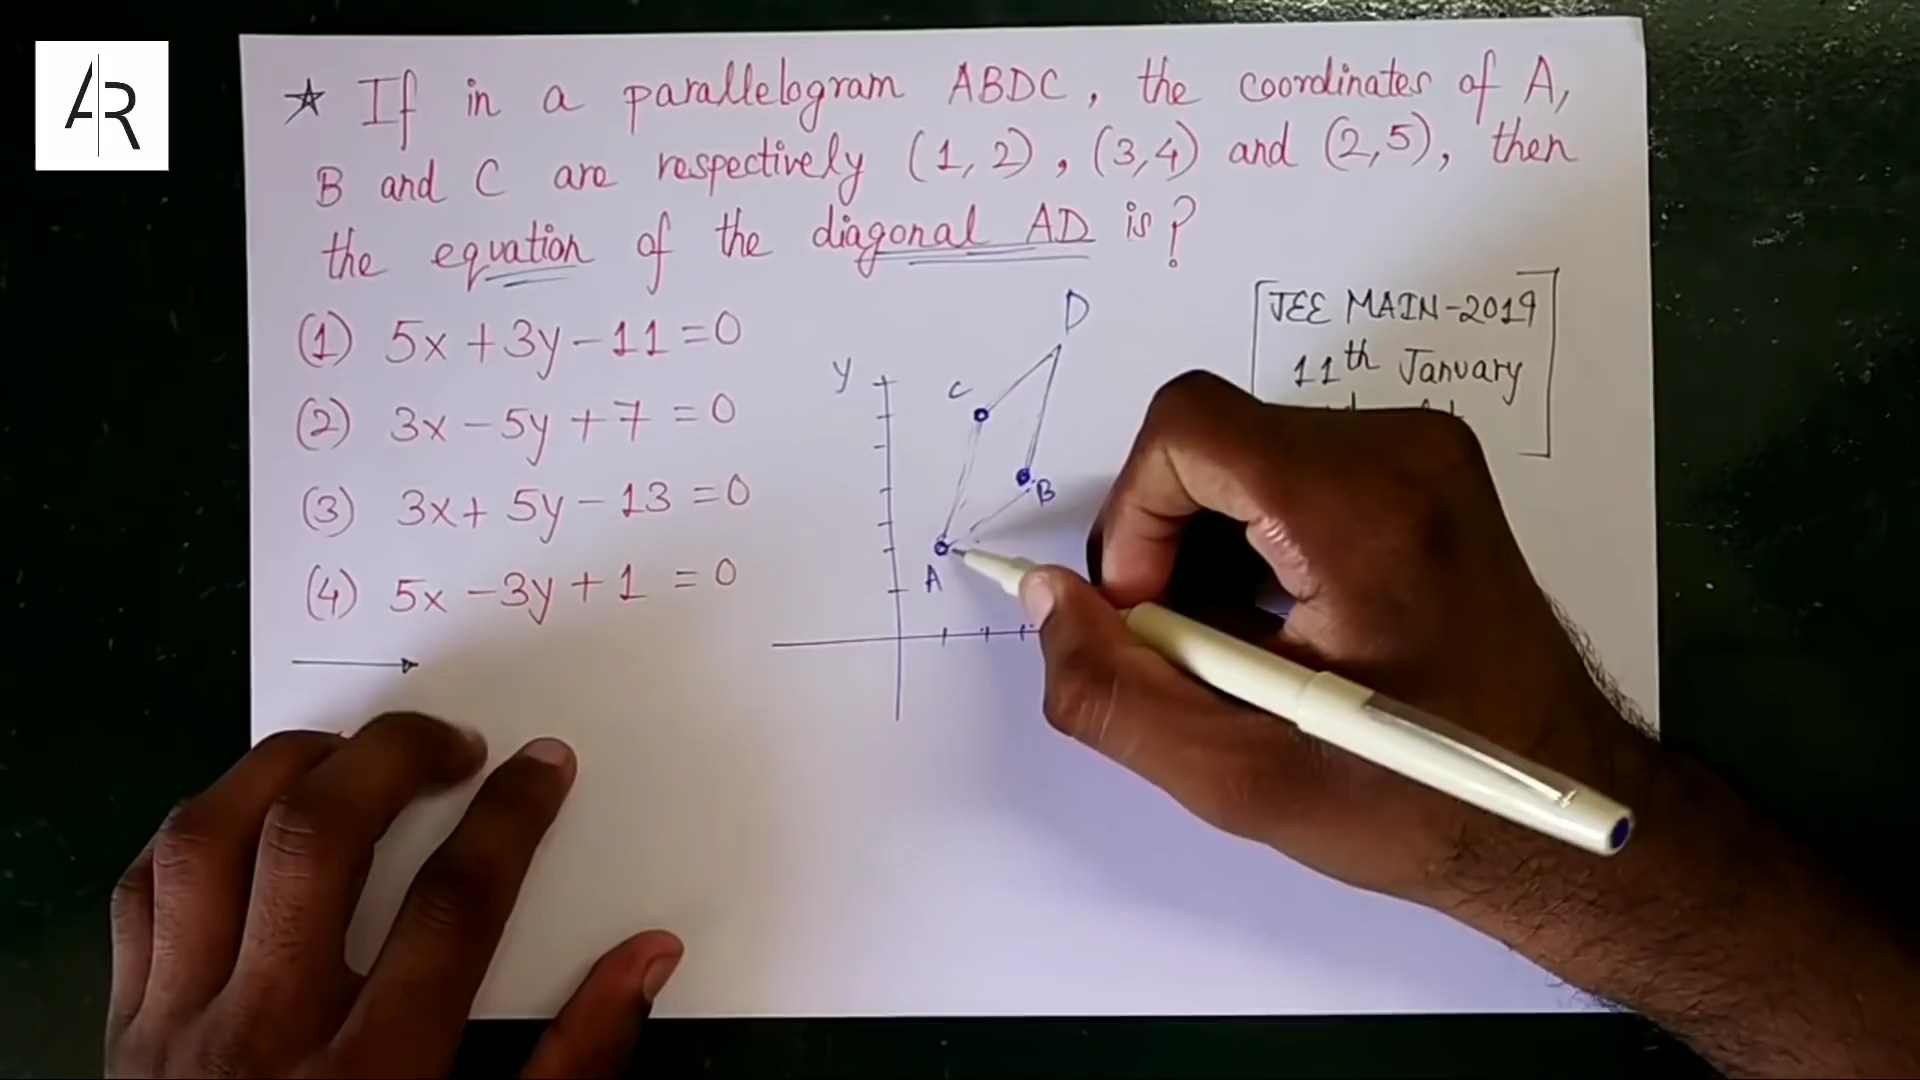 AR
★ If in a parallelogram ABDC, the coordinates of A,
B and C are respectively (1,2), (3,4) and (2,5), then
the equation of the diagonal AD is?
(1) 5x+3y-11=0
(2) 3x-5y+7=0
(3) 3x+5y-13=0
(4) 5x-3y+1=0
JEE MAIN-2019
11th January
D
y
C
B
A